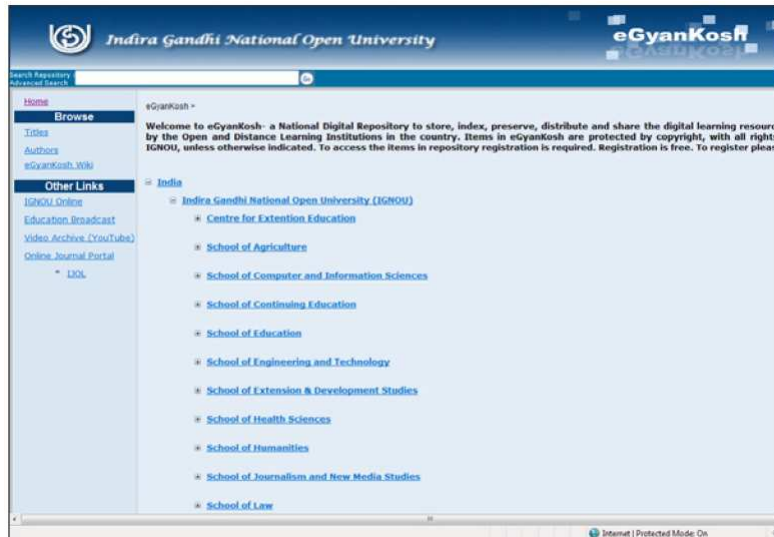 Indira Gandhi National Open University
eGyanKosh
Search Repository
Advanced Search
Go
Home
Browse
Titles
Authors
eGyanKosh Wiki
Other Links
IGNOU Online
Education Broadcast
Video Archive (YouTube)
Online Journal Portal
IJOL
eGyanKosh >
Welcome to eGyanKosh- a National Digital Repository to store, index, preserve, distribute and share the digital learning resourc
by the Open and Distance Learning Institutions in the country. Items in eGyanKosh are protected by copyright, with all rights
IGNOU, unless otherwise indicated. To access the items in repository registration is required. Registration is free. To register pleas
India
Indira Gandhi National Open University (IGNOU)
Centre for Extention Education
School of Agriculture
School of Computer and Information Sciences
School of Continuing Education
School of Education
School of Engineering and Technology
School of Extension & Development Studies
School of Health Sciences
School of Humanities
School of Journalism and New Media Studies
School of Law
Internet | Protected Mode: On